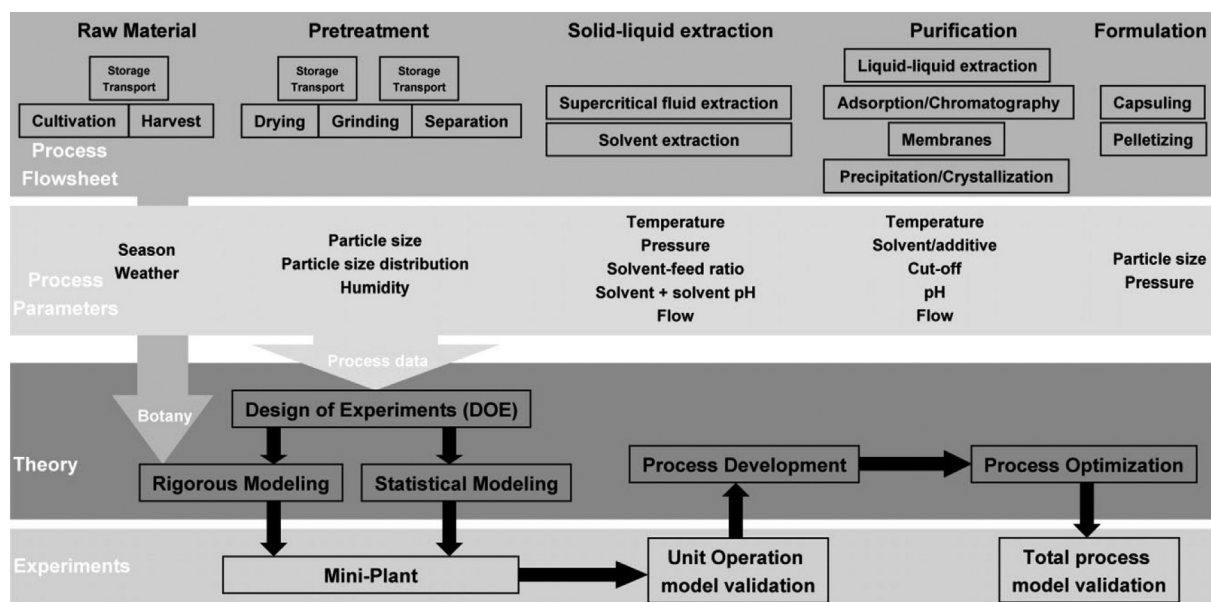 Raw Material
Pretreatment
Solid-liquid extraction
Purification
Formulation
Storage
Transport
Storage
Transport
Storage
Transport
Liquid-liquid extraction
Cultivation
Harvest
Drying
Grinding
Separation
Supercritical fluid extraction
Solvent extraction
Adsorption/Chromatography
Membranes
Precipitation/Crystallization
Capsuling
Pelletizing
Process
Flowsheet
Process
Parameters
Season
Weather
Particle size
Particle size distribution
Humidity
Temperature
Pressure
Solvent-feed ratio
Solvent + solvent pH
Flow
Temperature
Solvent/additive
Cut-off
pH
Flow
Particle size
Pressure
Process data
Botany
Theory
Design of Experiments (DOE)
Rigorous Modeling
Statistical Modeling
Process Development
Process Optimization
Experiments
Mini-Plant
Unit Operation
model validation
Total process
model validation